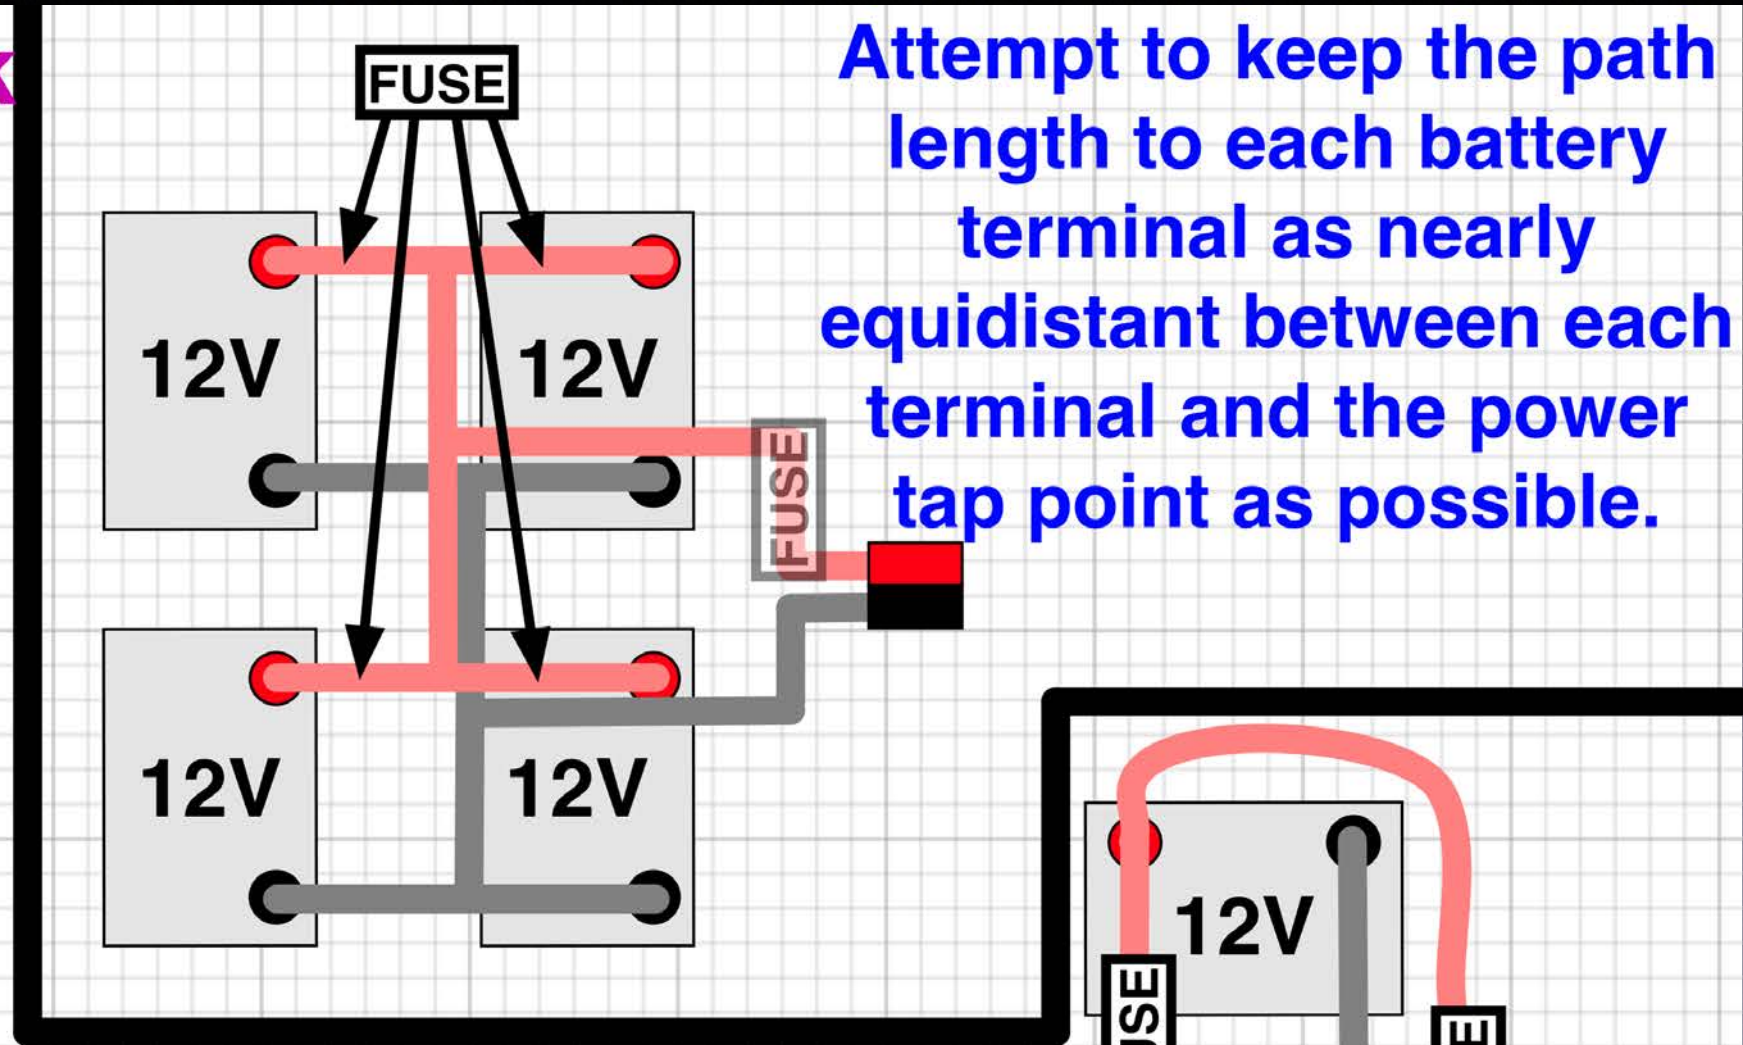 FUSE
Attempt to keep the path
length to each battery
terminal as nearly
equidistant between each
terminal and the power
tap point as possible.
12V
12V
FUSE
12V
12V
12V